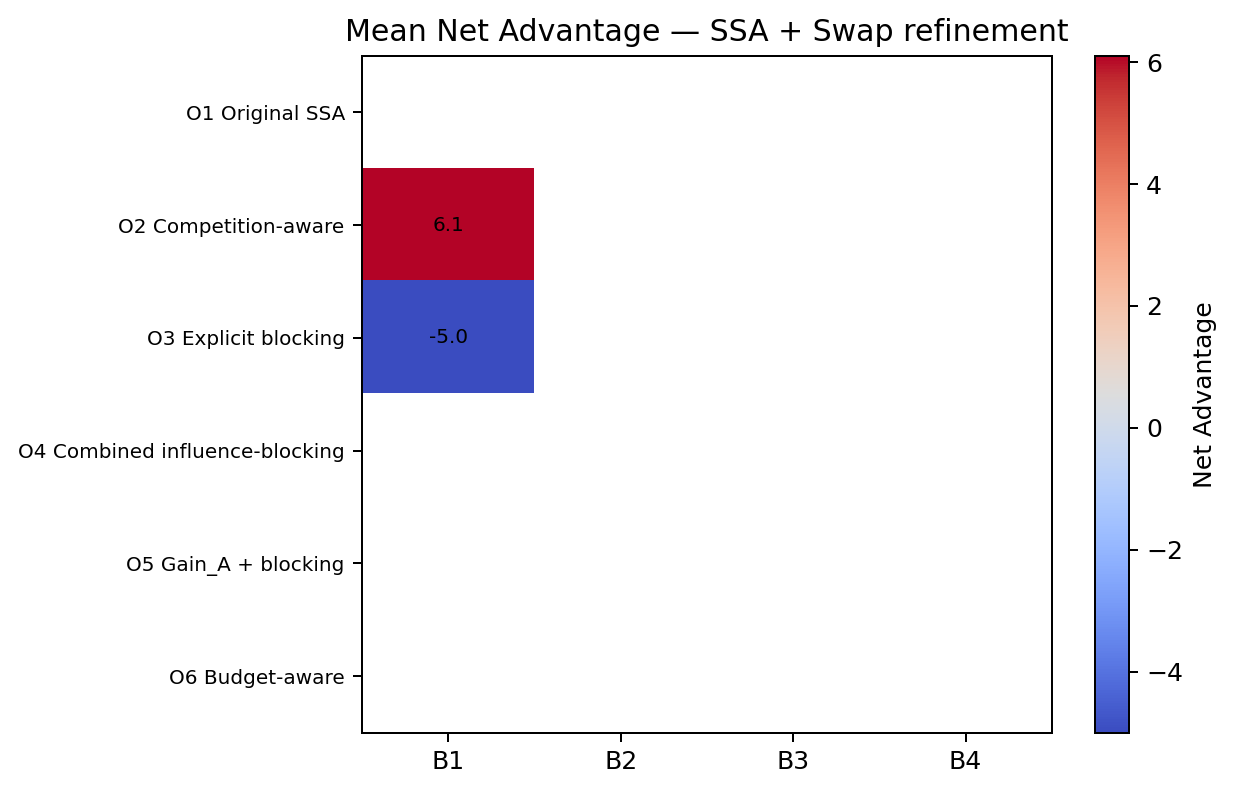 Mean Net Advantage — SSA + Swap refinement
O1 Original SSA
O2 Competition-aware
O3 Explicit blocking
O4 Combined influence-blocking
O5 Gain_A + blocking
O6 Budget-aware
6.1
-5.0
B1
B2
B3
B4
6
4
2
0
−2
−4
Net Advantage